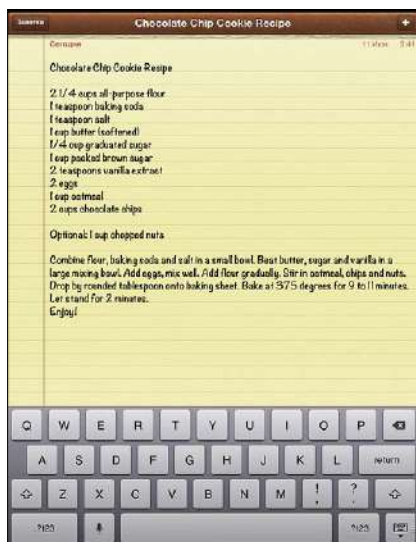 Chocolate Chip Cookie Recipe
+
Chocolate Chip Cookie Recipe
2 1/4 cups all-purpose flour
1 teaspoon baking soda
1 teaspoon salt
1 cup butter (softened)
1/4 cup graduated sugar
1 cup packed brown sugar
2 teaspoons vanilla extract
2 eggs
1 cup oatmeal
2 cups chocolate chips
Optional: 1 cup chopped nuts
Combine flour, baking soda and salt in a small bowl. Beat butter, sugar and vanilla in a
large mixing bowl. Add eggs, mix well. Add flour gradually. Stir in oatmeal, chips and nuts.
Drop by rounded tablespoon onto baking sheet. Bake at 375 degrees for 9 to 11 minutes.
Let stand for 2 minutes.
Enjoy!
Q W E R T Y U I O P
A S D F G H J K L return
Z X C V B N M ! , ? .
.?123 .?123